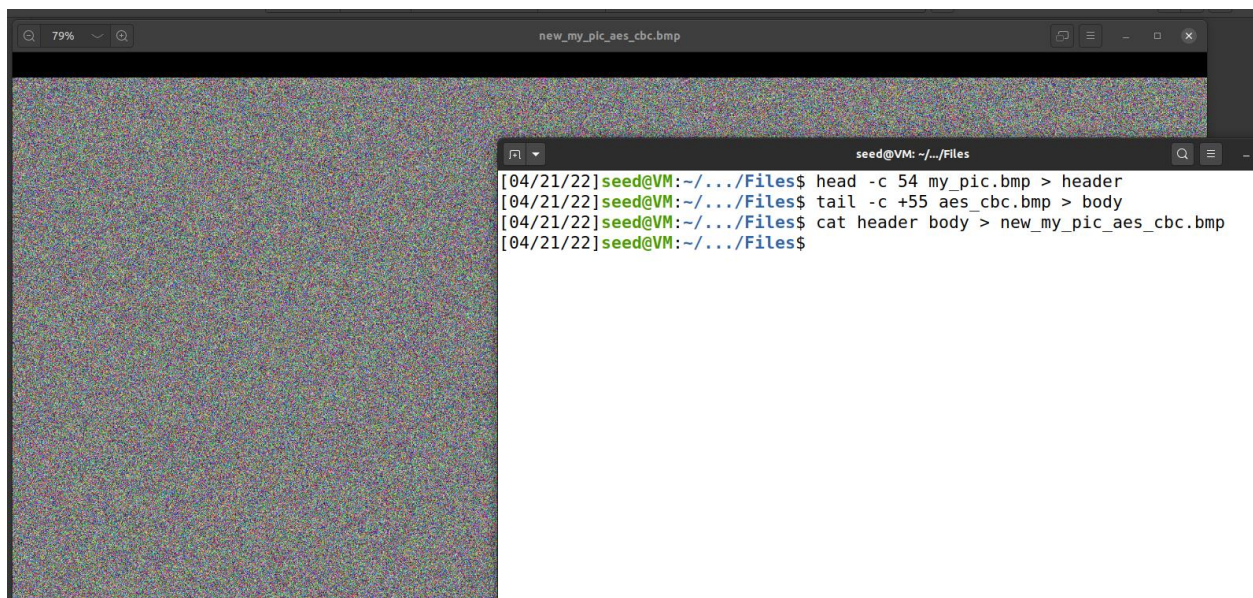 79%
new_my_pic_aes_cbc.bmp
seed@VM: ~/.../Files
[04/21/22]seed@VM:~/.../Files$ head -c 54 my_pic.bmp > header
[04/21/22]seed@VM:~/.../Files$ tail -c +55 aes_cbc.bmp > body
[04/21/22]seed@VM:~/.../Files$ cat header body > new_my_pic_aes_cbc.bmp
[04/21/22]seed@VM:~/.../Files$